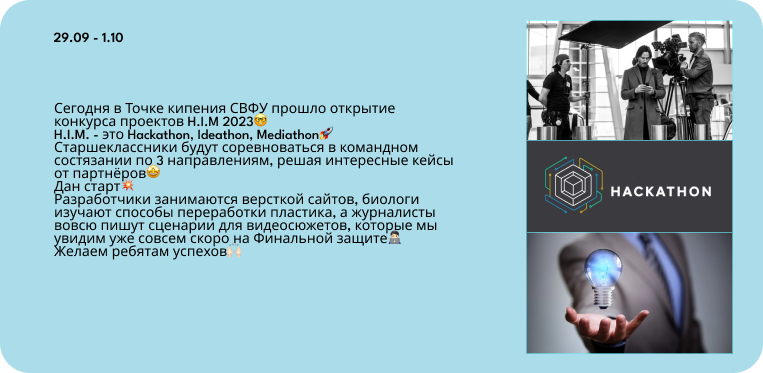 29.09 - 1.10
Сегодня в Точке кипения СВФУ прошло открытие
конкурса проектов H.I.M 2023🤓
H.I.M. - это Hackathon, Ideathon, Mediathon🚀
Старшеклассники будут соревноваться в командном
состязании по 3 направлениям, решая интересные кейсы
от партнёров🤩
Дан старт💥
Разработчики занимаются версткой сайтов, биологи
изучают способы переработки пластика, а журналисты
вовсю пишут сценарии для видеосюжетов, которые мы
увидим уже совсем скоро на Финальной защите👨🏻‍💻
Желаем ребятам успехов🙌🏻
HACKATHON